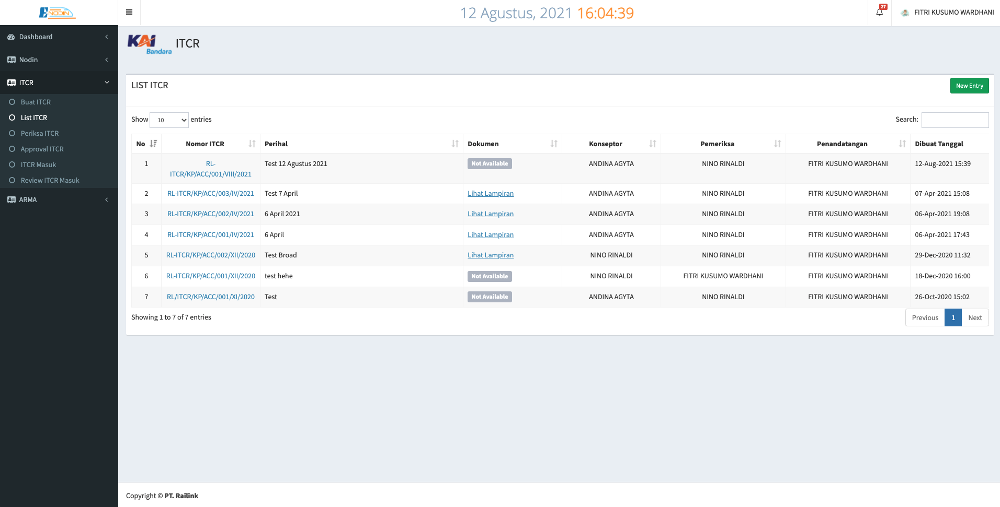 NODIN
12 Agustus, 2021 16:04:39
27
FITRI KUSUMO WARDHANI
Dashboard
Nodin
ITCR
Buat ITCR
List ITCR
Periksa ITCR
Approval ITCR
ITCR Masuk
Review ITCR Masuk
ARMA
KAI Bandara
ITCR
LIST ITCR
New Entry
Show 10 entries
Search:
No Nomor ITCR Perihal Dokumen Konseptor Pemeriksa Penandatangan Dibuat Tanggal
1 RL-
ITCR/KP/ACC/001/VIII/2021 Test 12 Agustus 2021 Not Available ANDINA AGYTA NINO RINALDI FITRI KUSUMO WARDHANI 12-Aug-2021 15:39
2 RL-ITCR/KP/ACC/003/IV/2021 Test 7 April Lihat Lampiran ANDINA AGYTA NINO RINALDI FITRI KUSUMO WARDHANI 07-Apr-2021 15:08
3 RL-ITCR/KP/ACC/002/IV/2021 6 April 2021 Lihat Lampiran ANDINA AGYTA NINO RINALDI FITRI KUSUMO WARDHANI 06-Apr-2021 19:08
4 RL-ITCR/KP/ACC/001/IV/2021 6 April Lihat Lampiran ANDINA AGYTA NINO RINALDI FITRI KUSUMO WARDHANI 06-Apr-2021 17:43
5 RL-ITCR/KP/ACC/002/XII/2020 Test Broad Lihat Lampiran NINO RINALDI NINO RINALDI FITRI KUSUMO WARDHANI 29-Dec-2020 11:32
6 RL-ITCR/KP/ACC/001/XII/2020 test hehe Not Available NINO RINALDI FITRI KUSUMO WARDHANI FITRI KUSUMO WARDHANI 18-Dec-2020 16:00
7 RL/ITCR/KP/ACC/001/XI/2020 Test Not Available ANDINA AGYTA NINO RINALDI FITRI KUSUMO WARDHANI 26-Oct-2020 15:02
Showing 1 to 7 of 7 entries
Previous 1 Next
Copyright © PT. Railink